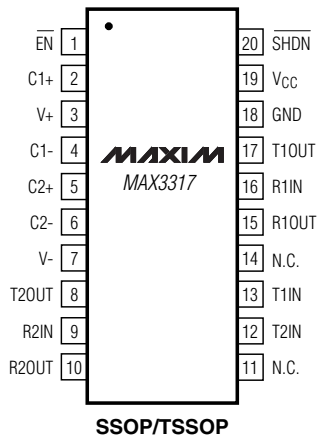 EN 1 20 SHDN
C1+ 2 19 VCC
V+ 3 18 GND
C1- 4 MAXIM 17 T1OUT
C2+ 5 MAX3317 16 R1IN
C2- 6 15 R1OUT
V- 7 14 N.C.
T2OUT 8 13 T1IN
R2IN 9 12 T2IN
R2OUT 10 11 N.C.
SSOP/TSSOP